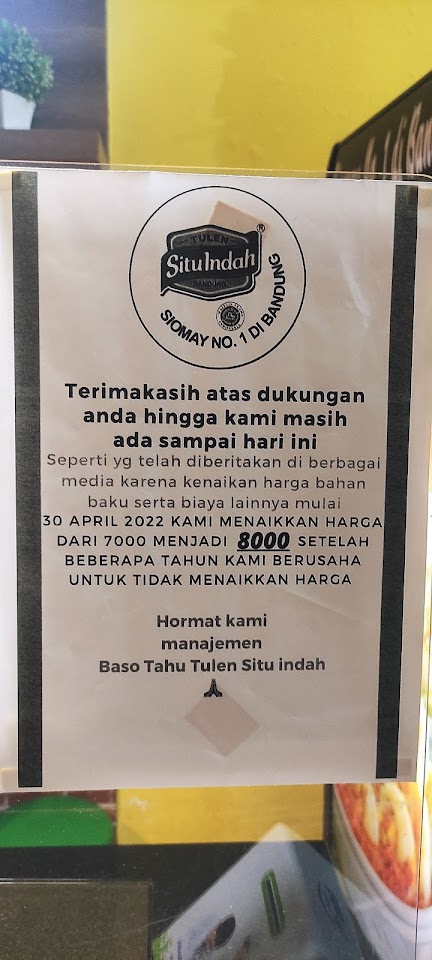 TULEN
SituIndah
BANDUNG
®
SIOMAY NO. 1 DI BANDUNG
Terimakasih atas dukungan
anda hingga kami masih
ada sampai hari ini
Seperti yg telah diberitakan di berbagai
media karena kenaikan harga bahan
baku serta biaya lainnya mulai
30 APRIL 2022 KAMI MENAIKKAN HARGA
DARI 7000 MENJADI 8000 SETELAH
BEBERAPA TAHUN KAMI BERUSAHA
UNTUK TIDAK MENAIKKAN HARGA
Hormat kami
manajemen
Baso Tahu Tulen Situ indah
🙏